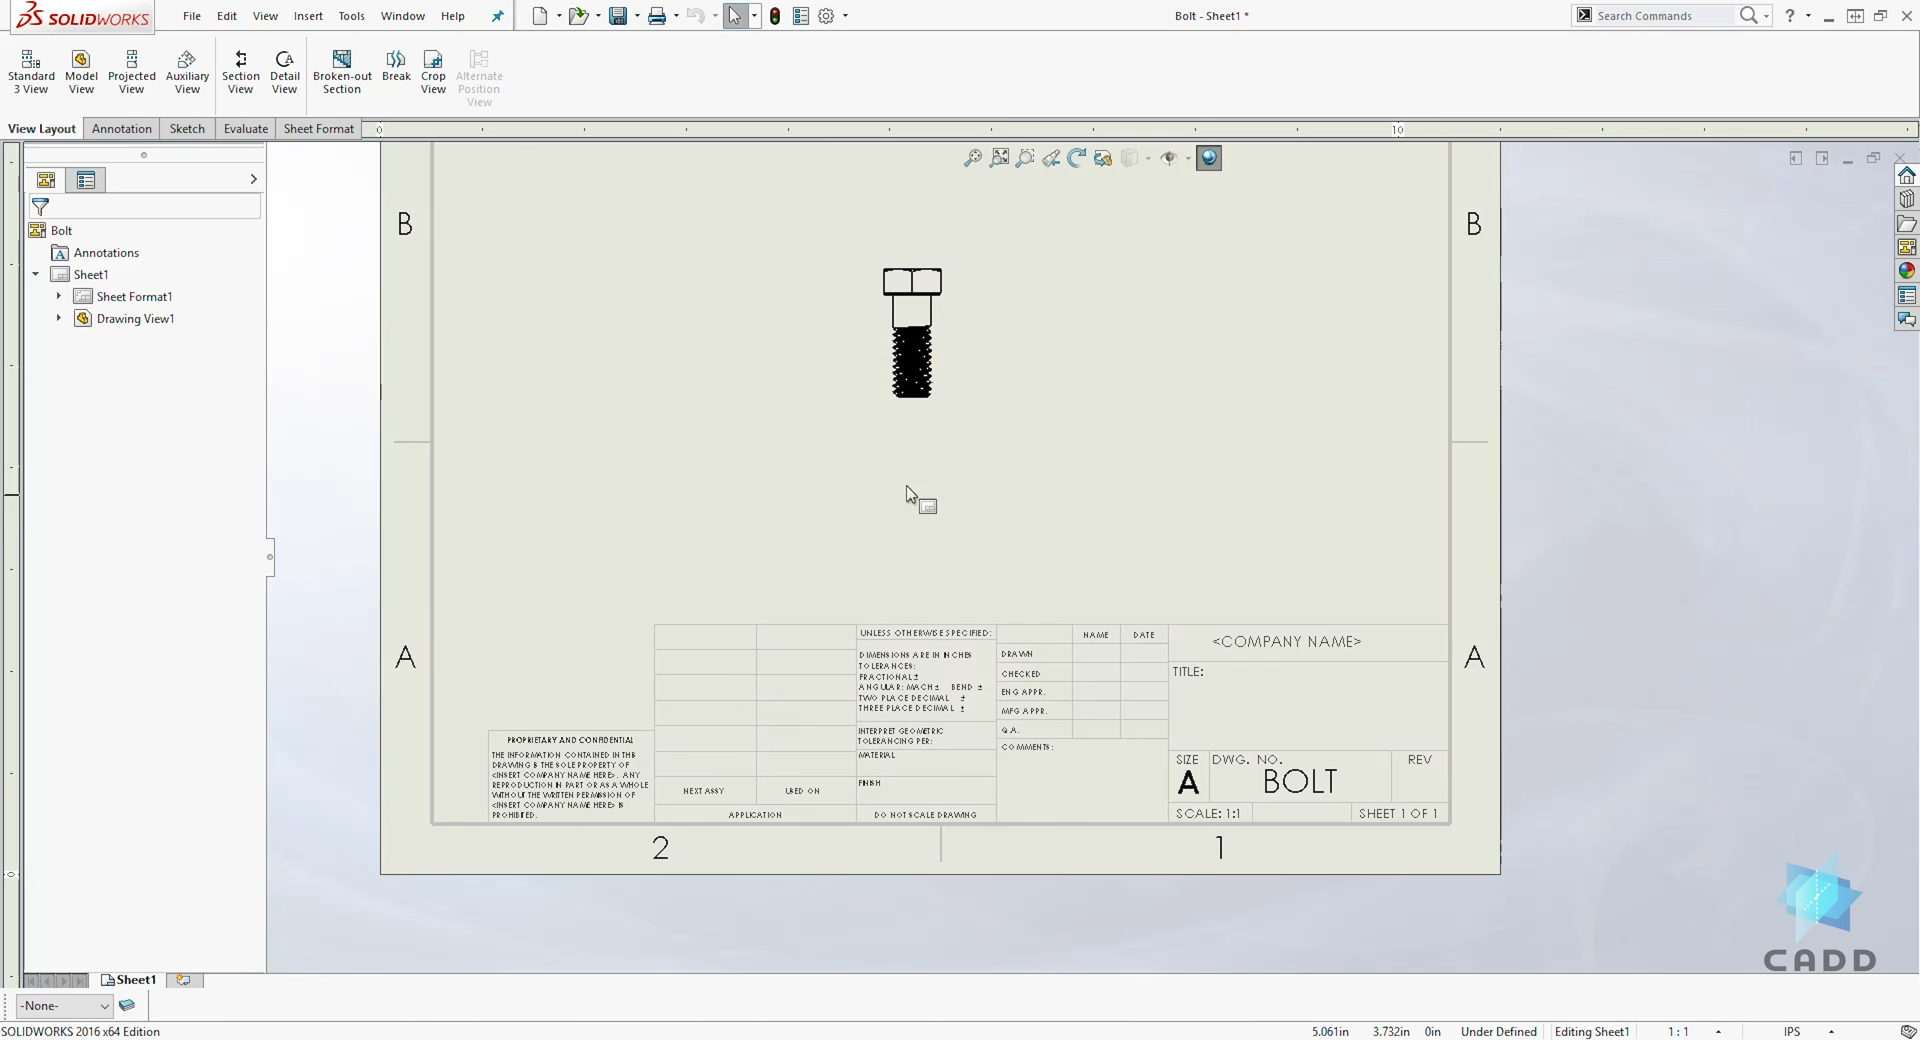 SOLIDWORKS
File Edit View Insert Tools Window Help
Bolt - Sheet1 *
Search Commands
?
Standard 3 View
Model View
Projected View
Auxiliary View
Section View
Detail View
Broken-out Section
Break
Crop View
Alternate Position View
View Layout Annotation Sketch Evaluate Sheet Format
0 10
Bolt
Annotations
Sheet1
Sheet Format1
Drawing View1
B B
A A
UNLESS OTHERWISE SPECIFIED:
DIMENSIONS ARE IN INCHES
TOLERANCES:
FRACTIONAL±
ANGULAR: MACH± BEND ±
TWO PLACE DECIMAL ±
THREE PLACE DECIMAL ±
INTERPRET GEOMETRIC
TOLERANCING PER:
MATERIAL
FINISH
DO NOT SCALE DRAWING
NAME DATE
DRAWN
CHECKED
ENG APPR.
MFG APPR.
Q.A.
COMMENTS:
<COMPANY NAME>
TITLE:
SIZE DWG. NO. REV
A BOLT
SCALE: 1:1 SHEET 1 OF 1
PROPRIETARY AND CONFIDENTIAL
THE INFORMATION CONTAINED IN THIS
DRAWING IS THE SOLE PROPERTY OF
<INSERT COMPANY NAME HERE>. ANY
REPRODUCTION IN PART OR AS A WHOLE
WITHOUT THE WRITTEN PERMISSION OF
<INSERT COMPANY NAME HERE> IS
PROHIBITED.
NEXT ASSY USED ON
APPLICATION
2 1
CADD
Sheet1
-None-
SOLIDWORKS 2016 x64 Edition
5.061in 3.732in 0in Under Defined Editing Sheet1 1 : 1 IPS